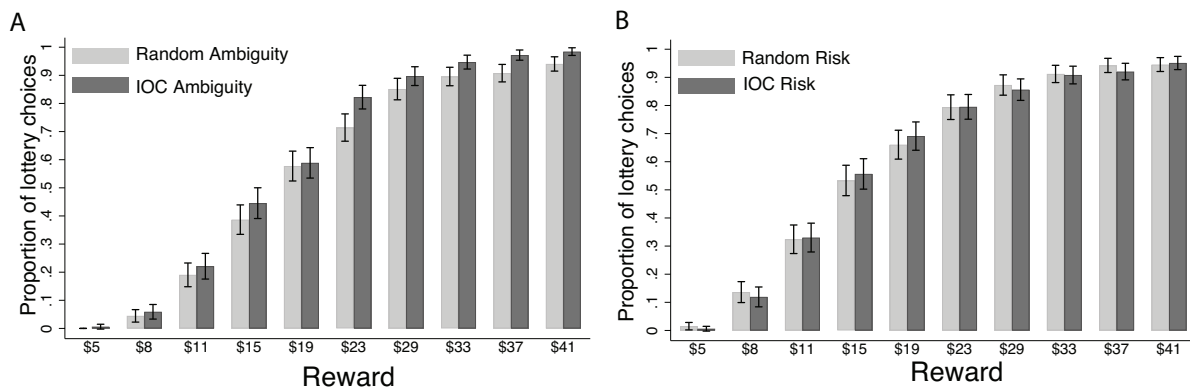 A
Random Ambiguity
IOC Ambiguity
Proportion of lottery choices
1
.9
.8
.7
.6
.5
.4
.3
.2
.1
0
$5 $8 $11 $15 $19 $23 $29 $33 $37 $41
Reward
B
Random Risk
IOC Risk
Proportion of lottery choices
1
.9
.8
.7
.6
.5
.4
.3
.2
.1
0
$5 $8 $11 $15 $19 $23 $29 $33 $37 $41
Reward